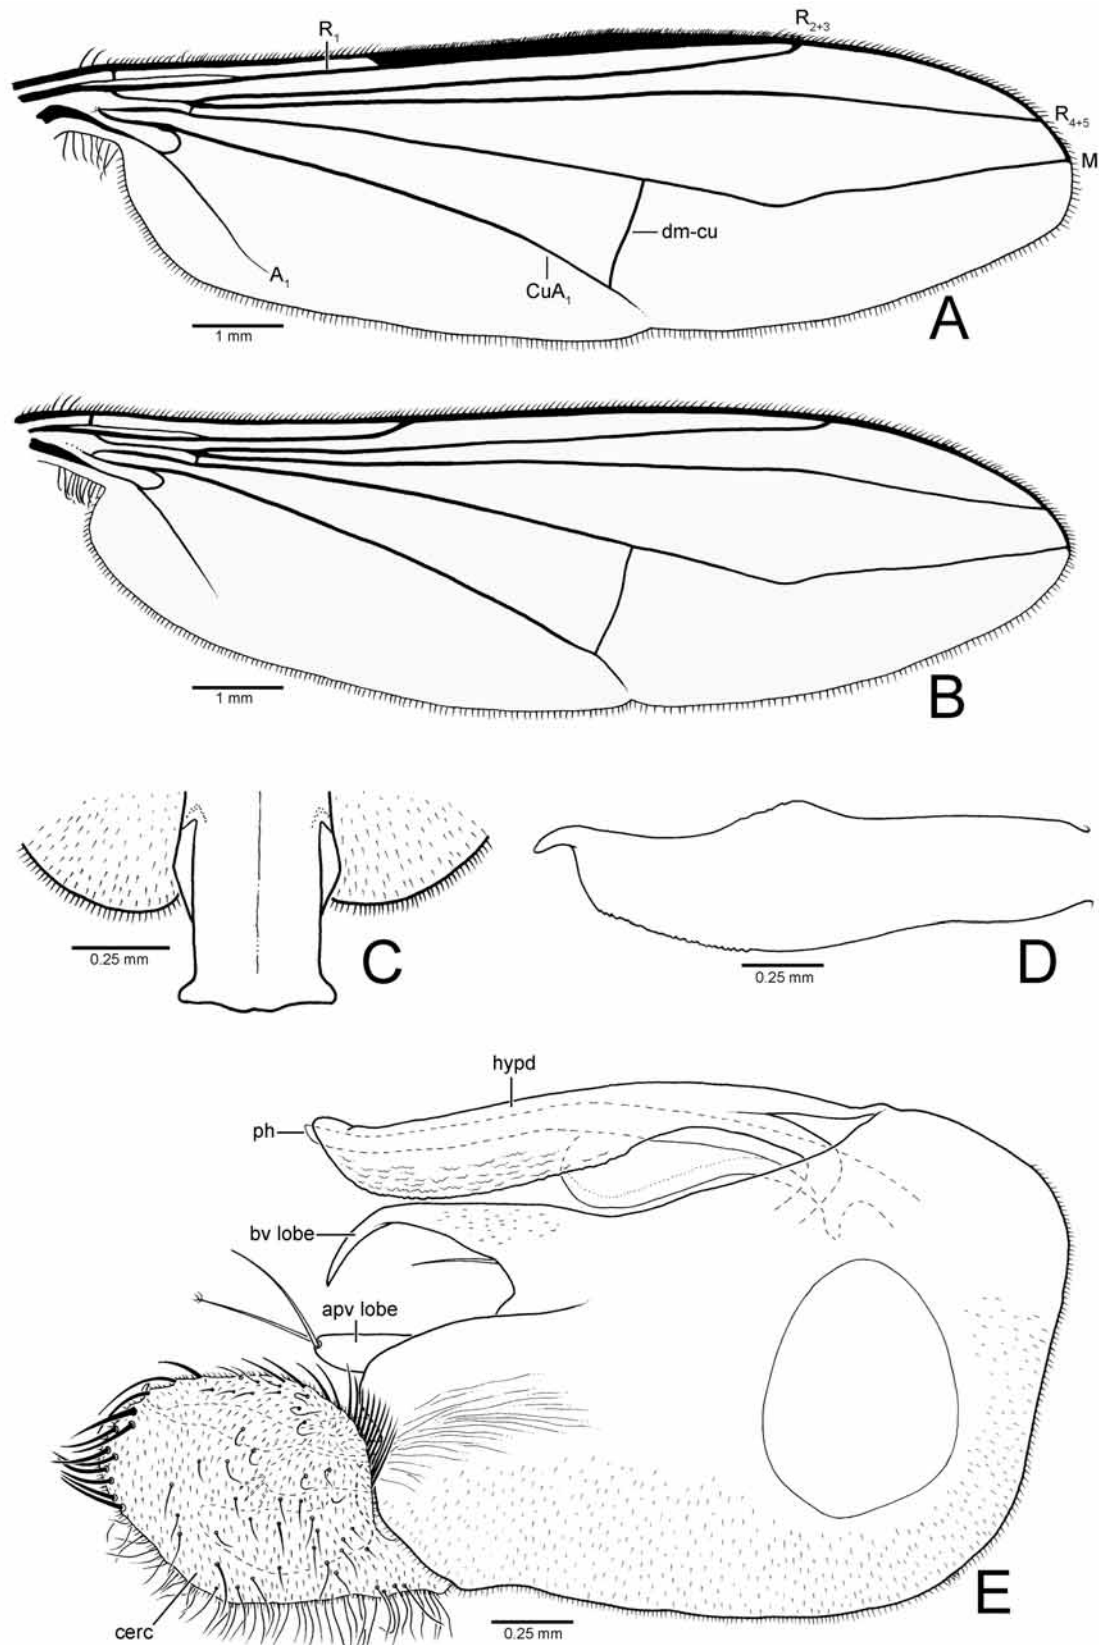 R₁
R₂₊₃
R₄₊₅
M
dm-cu
A₁
CuA₁
1 mm
A
1 mm
B
0.25 mm
C
0.25 mm
D
hypd
ph
bv lobe
apv lobe
cerc
0.25 mm
E